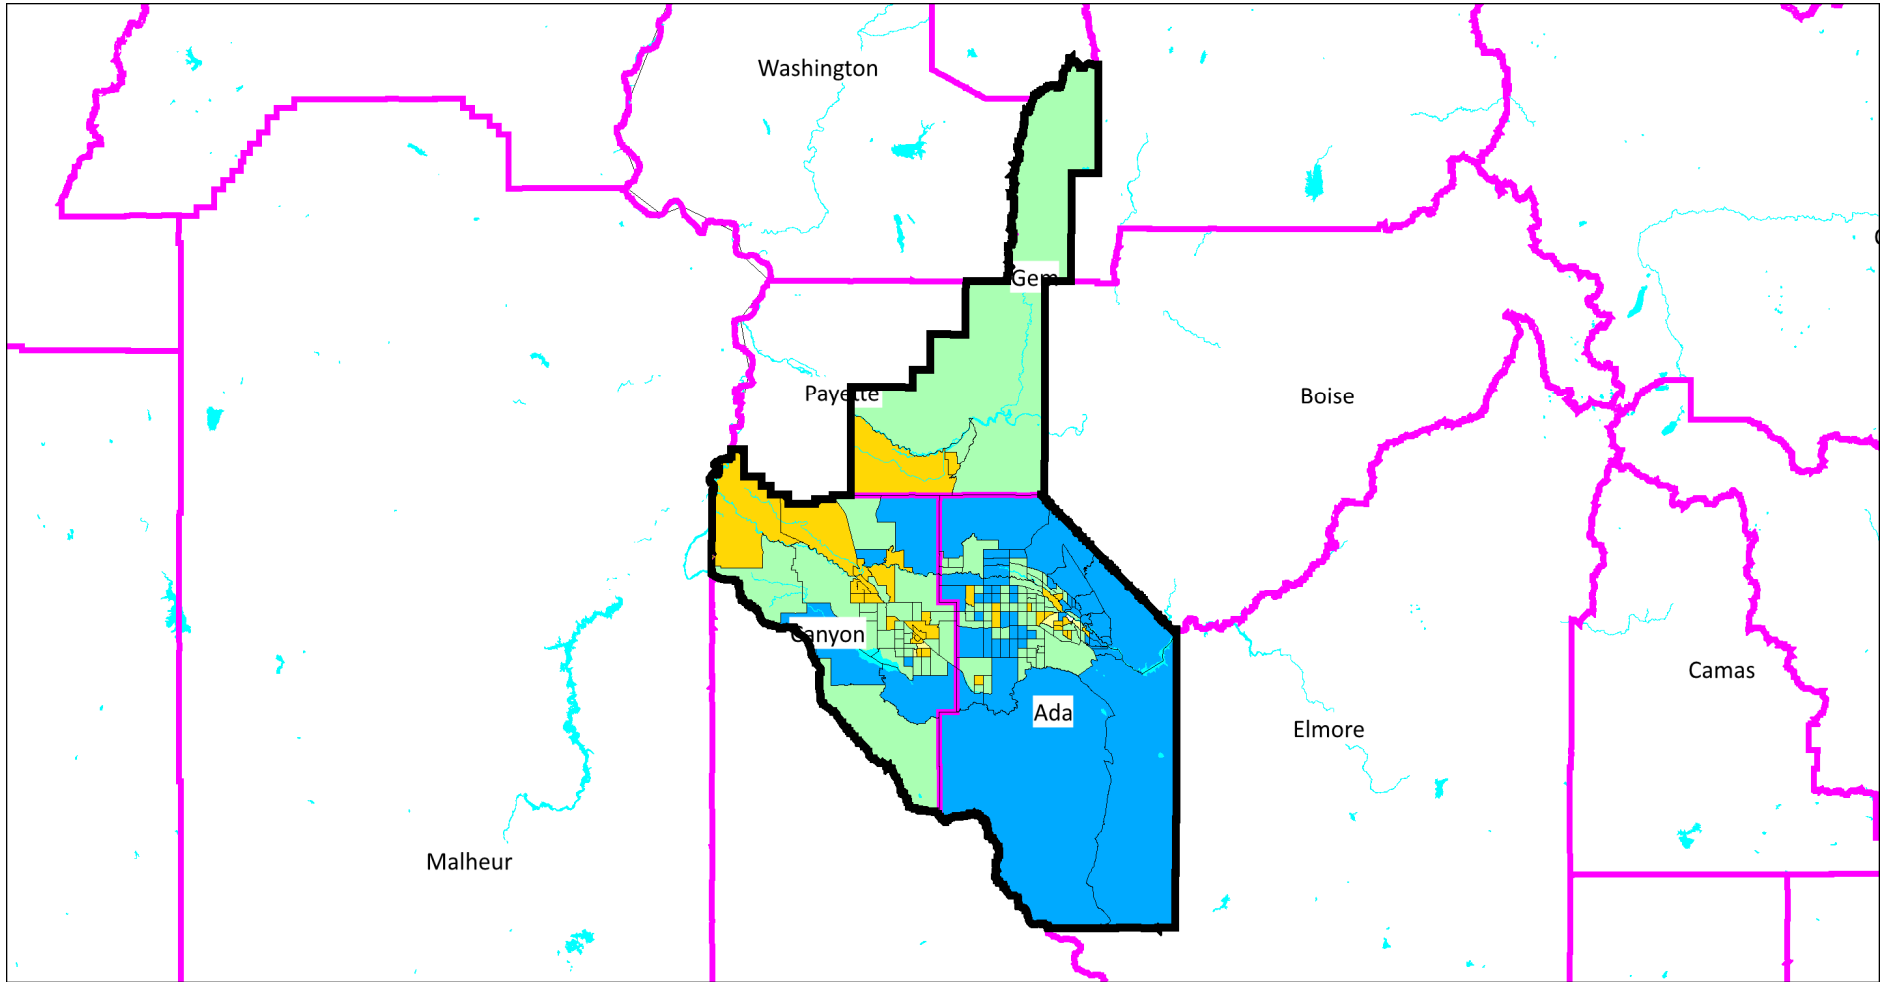 Washington
Gem
Payette
Boise
Canyon
Camas
Ada
Elmore
Malheur